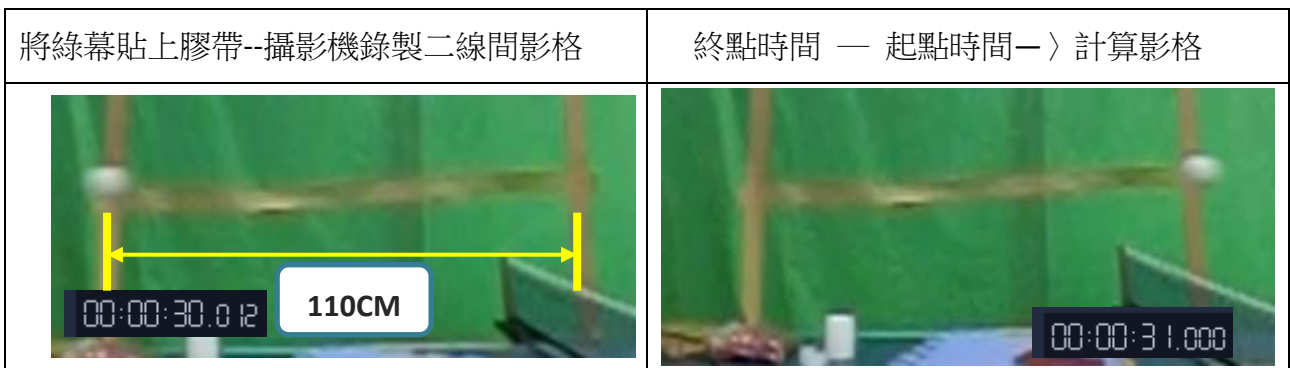 將綠幕貼上膠帶--攝影機錄製二線間影格
終點時間 — 起點時間—〉計算影格
110CM
00:00:30.012
00:00:31.000